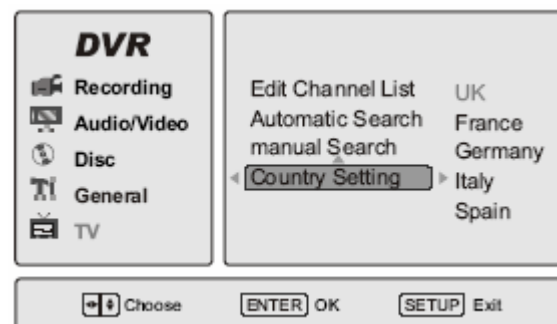 DVR
Recording
Audio/Video
Disc
General
TV
Edit Channel List
Automatic Search
manual Search
Country Setting
UK
France
Germany
Italy
Spain
Choose
ENTER OK
SETUP Exit